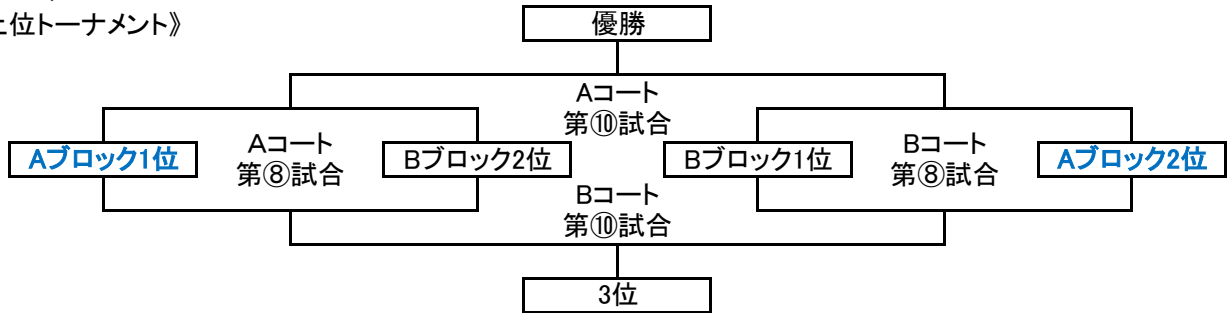 上位トーナメント》
優勝
Aコート
第⑩試合
Aブロック1位
Aコート
第⑧試合
Bブロック2位
Bブロック1位
Bコート
第⑧試合
Aブロック2位
Bコート
第⑩試合
3位